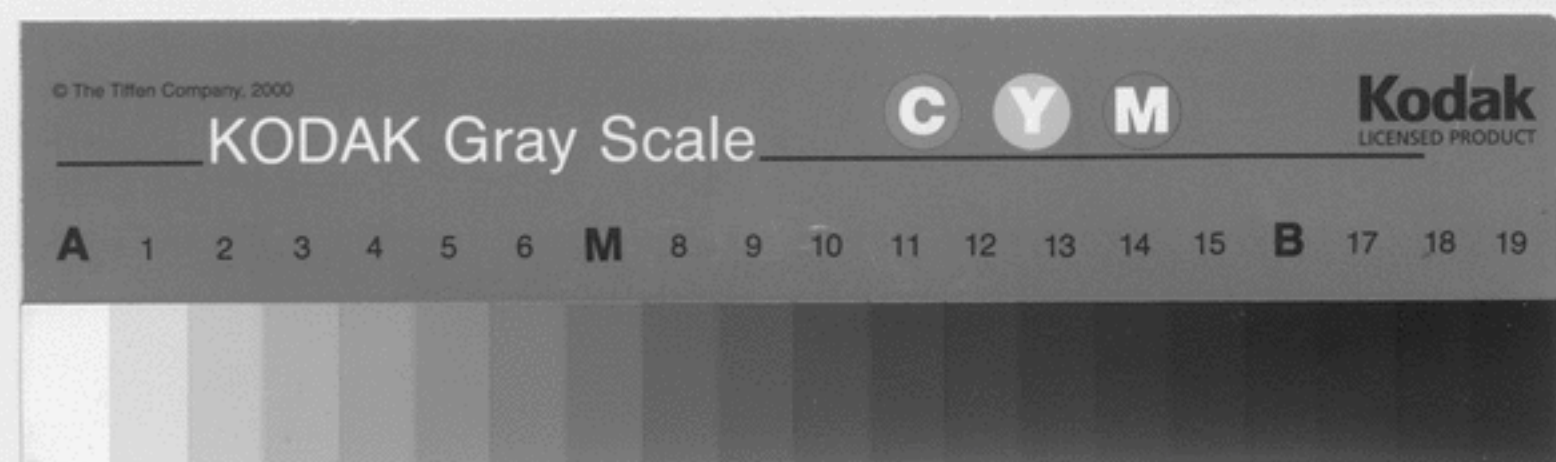 © The Tiffen Company, 2000
KODAK Gray Scale
C Y M
Kodak
LICENSED PRODUCT
A 1 2 3 4 5 6 M 8 9 10 11 12 13 14 15 B 17 18 19